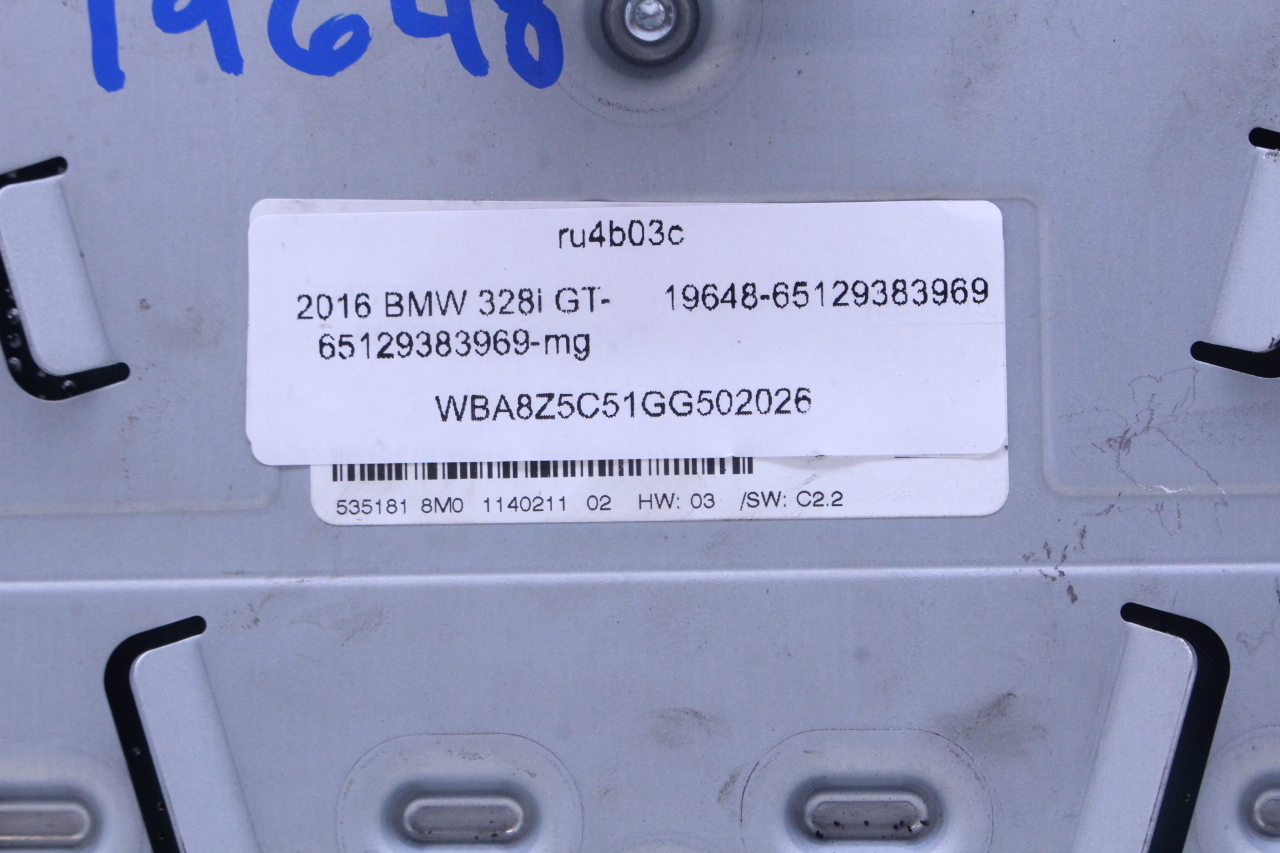 19648
ru4b03c
2016 BMW 328i GT- 19648-65129383969
65129383969-mg
WBA8Z5C51GG502026
535181 8M0 1140211 02 HW: 03 /SW: C2.2